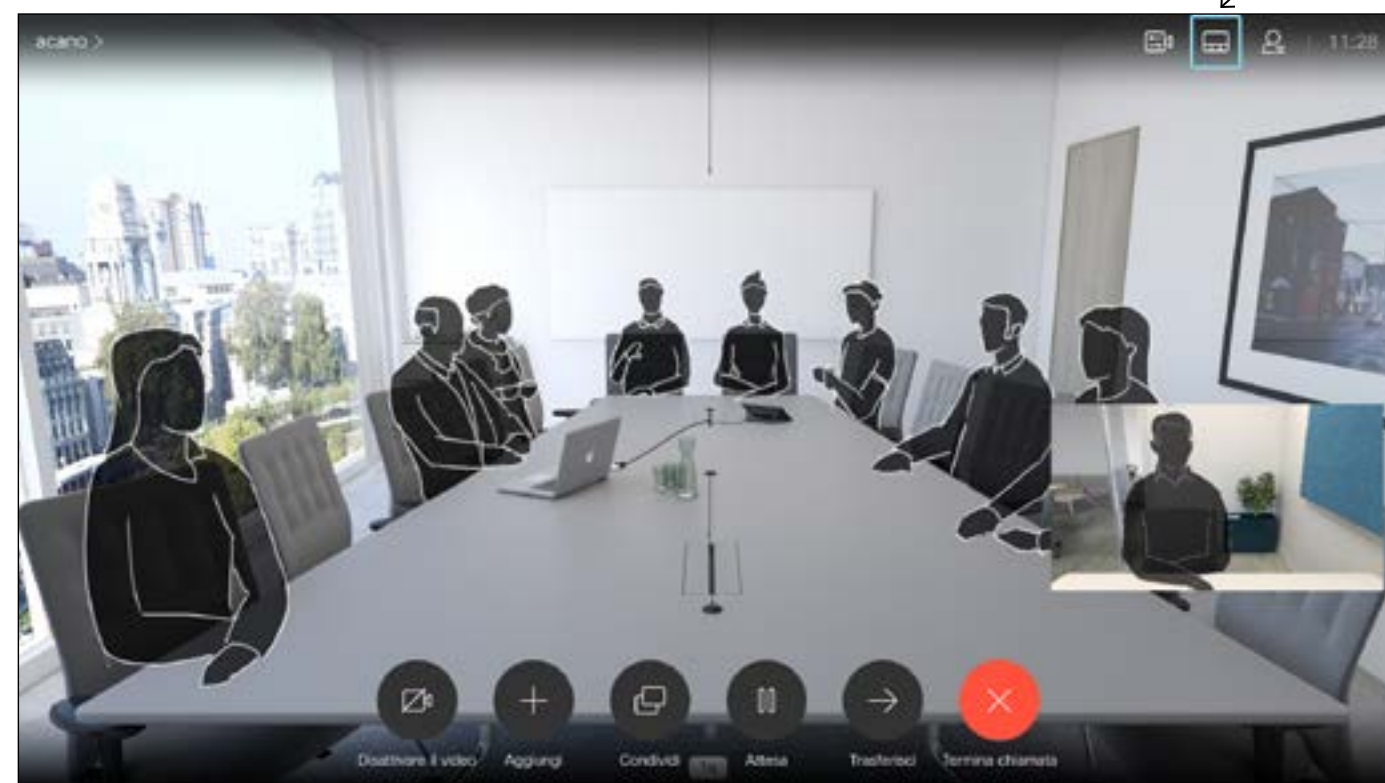 acano >
11:28
Disattivare il video Aggiungi Condividi Attesa Trasferisci Termina chiamata